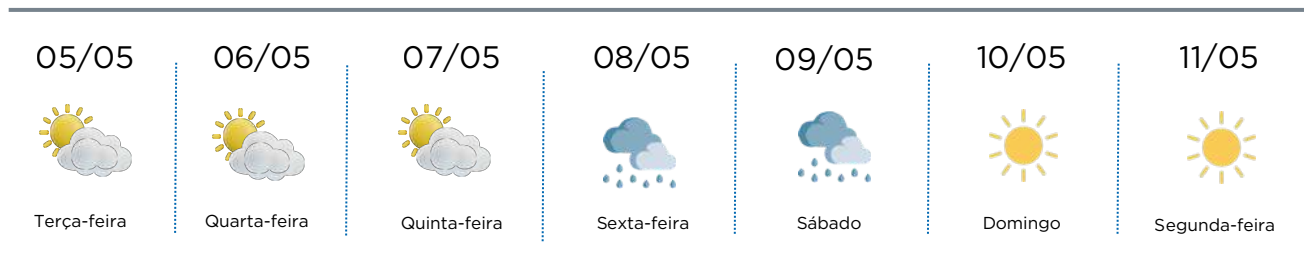 05/05
06/05
07/05
08/05
09/05
10/05
11/05
Terça-feira
Quarta-feira
Quinta-feira
Sexta-feira
Sábado
Domingo
Segunda-feira